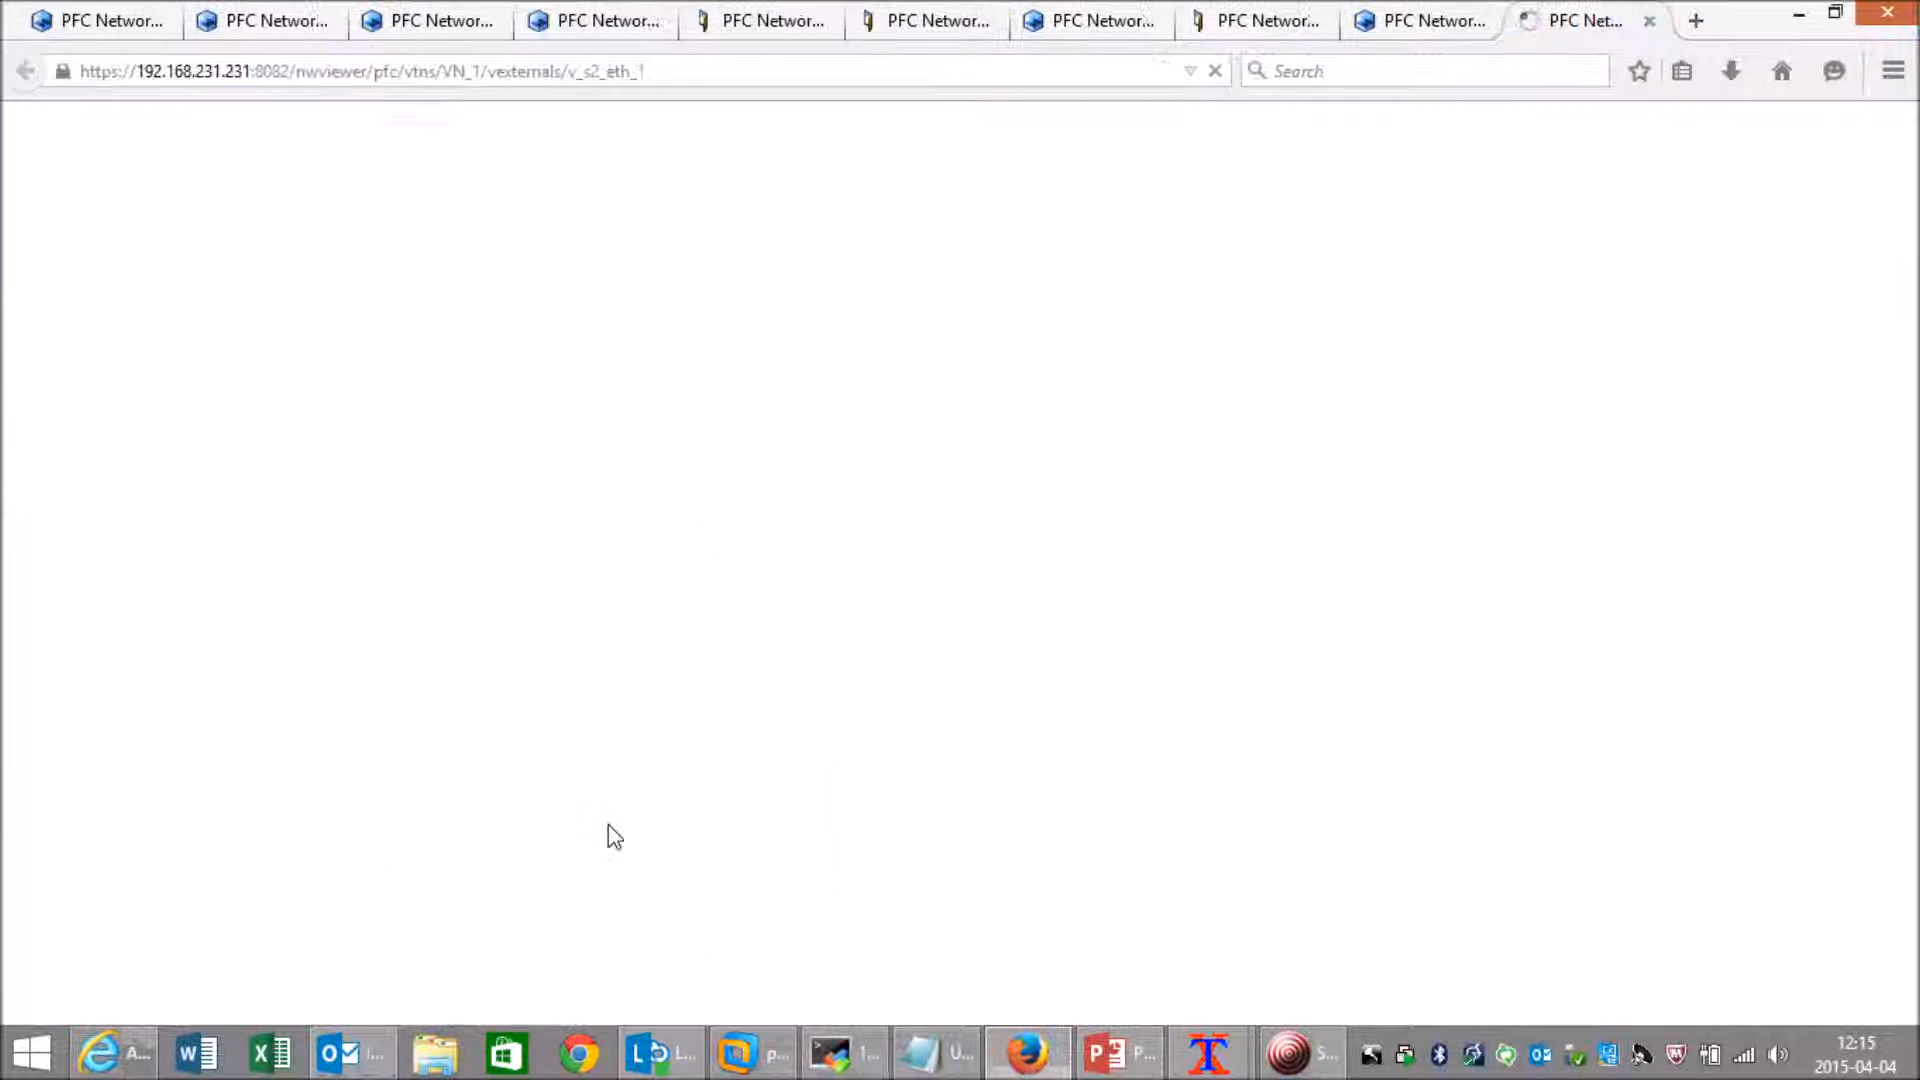 PFC Networ... PFC Networ... PFC Networ... PFC Networ... PFC Networ... PFC Networ... PFC Networ... PFC Networ... PFC Networ... PFC Net...
https://192.168.231.231:8082/nwviewer/pfc/vtns/VN_1/vexternals/v_s2_eth_1
Search
A... I... L... p... 1... U... P... S...
12:15
2015-04-04